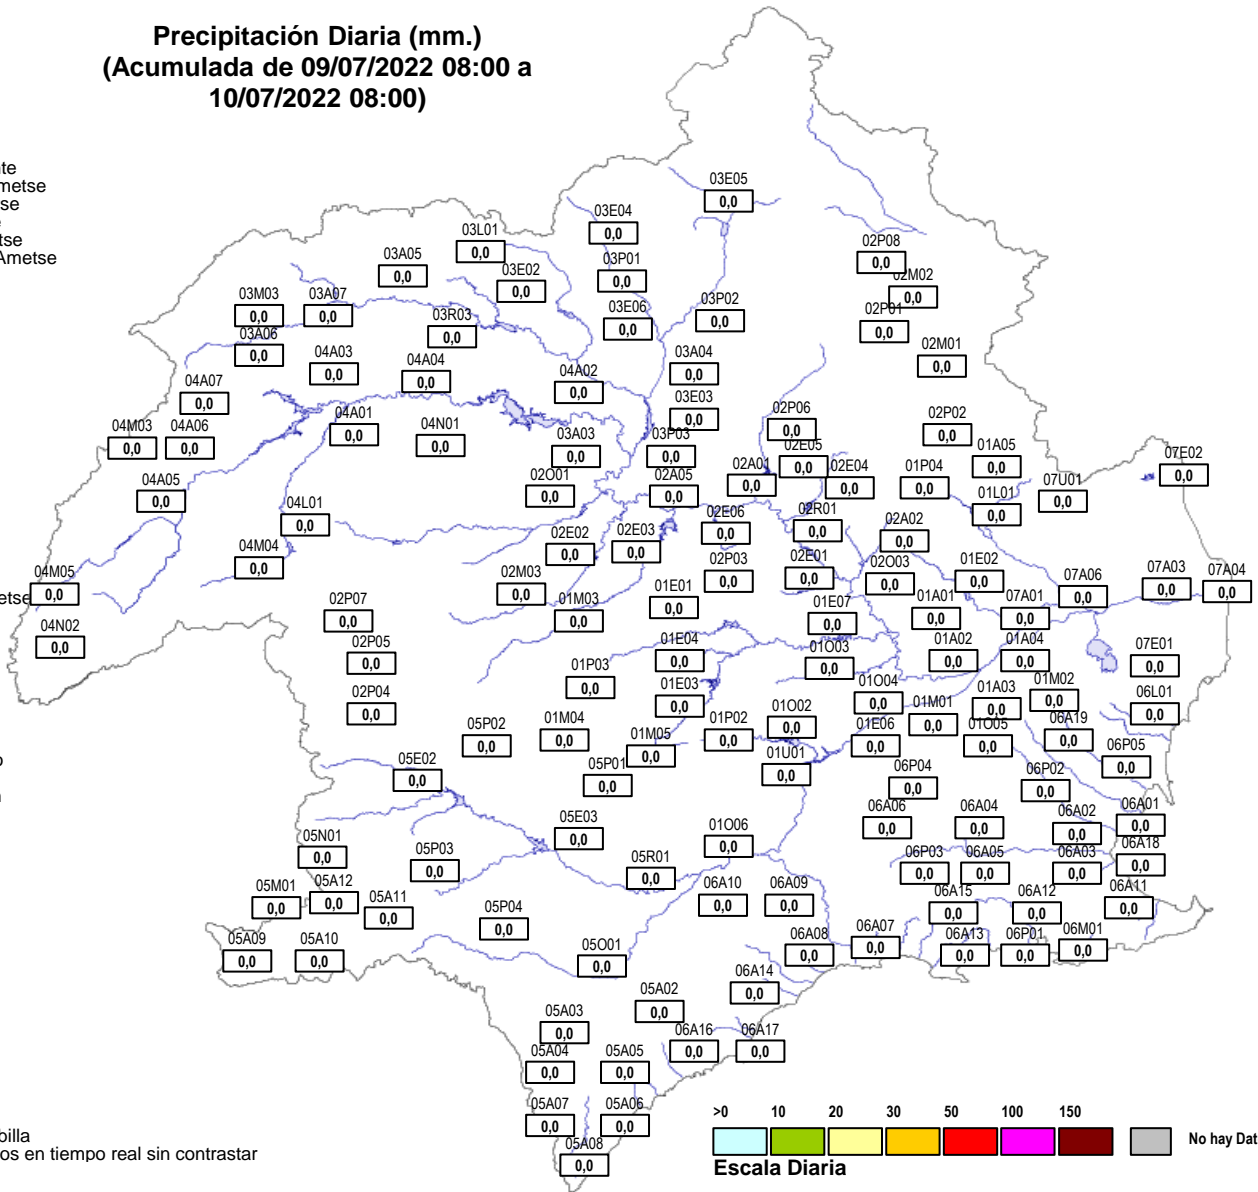 Precipitación Diaria (mm.)
(Acumulada de 09/07/2022 08:00 a
10/07/2022 08:00)
nte
metse
se
tse
Ametse
03E05
0,0
03E04
0,0
03L01
0,0
03A05
0,0
03P01
0,0
03E02
0,0
02P08
0,0
02M02
0,0
03M03
0,0
03A07
0,0
03R03
0,0
03E06
0,0
03P02
0,0
02P01
0,0
03A06
0,0
04A03
0,0
04A04
0,0
04A02
0,0
03A04
0,0
02M01
0,0
04A07
0,0
03E03
0,0
04M03
0,0
04A06
0,0
04A01
0,0
04N01
0,0
03A03
0,0
03P03
0,0
02P06
0,0
02E05
0,0
02P02
0,0
01A05
0,0
07E02
0,0
04A05
0,0
02O01
0,0
02A05
0,0
02A01
0,0
02E04
0,0
01P04
0,0
01L01
0,0
07U01
0,0
04L01
0,0
02E06
0,0
02R01
0,0
02A02
0,0
04M04
0,0
02E02
0,0
02E03
0,0
02P03
0,0
02E01
0,0
02O03
0,0
01E02
0,0
07A06
0,0
07A03
0,0
07A04
0,0
04M05
0,0
etse
02M03
0,0
01M03
0,0
01E01
0,0
01E07
0,0
01A01
0,0
07A01
0,0
04N02
0,0
02P07
0,0
02P05
0,0
01E04
0,0
01O03
0,0
01A02
0,0
01A04
0,0
07E01
0,0
02P04
0,0
01P03
0,0
01E03
0,0
01O04
0,0
01M01
0,0
01A03
0,0
01M02
0,0
06L01
0,0
05P02
0,0
01M04
0,0
01M05
0,0
01P02
0,0
01O02
0,0
01E06
0,0
01O05
0,0
06A19
0,0
06P05
0,0
o
05E02
0,0
05P01
0,0
01U01
0,0
06P04
0,0
06P02
0,0
05E03
0,0
01O06
0,0
06A06
0,0
06A04
0,0
06A02
0,0
06A01
0,0
05N01
0,0
05P03
0,0
05R01
0,0
06P03
0,0
06A05
0,0
06A03
0,0
06A18
0,0
05M01
0,0
05A12
0,0
05A11
0,0
06A10
0,0
06A09
0,0
06A15
0,0
06A12
0,0
06A11
0,0
05A09
0,0
05A10
0,0
05P04
0,0
05O01
0,0
06A08
0,0
06A07
0,0
06A13
0,0
06P01
0,0
06M01
0,0
06A14
0,0
05A02
0,0
05A03
0,0
06A16
0,0
06A17
0,0
05A04
0,0
05A05
0,0
05A07
0,0
05A06
0,0
05A08
0,0
billa
os en tiempo real sin contrastar
>0 10 20 30 50 100 150
No hay Dat
Escala Diaria